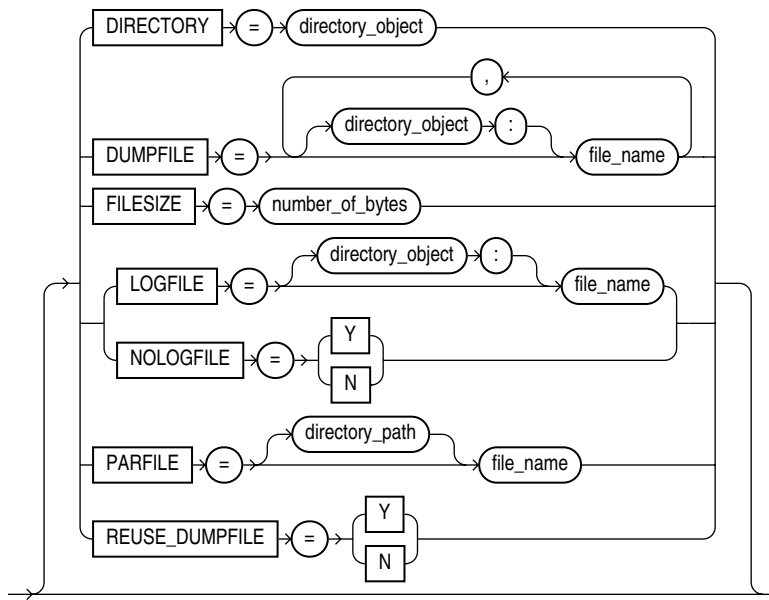 DIRECTORY = directory_object
,
directory_object :
DUMPFILE = file_name
FILESIZE = number_of_bytes
directory_object :
LOGFILE = file_name
Y
NOLOGFILE =
N
directory_path
PARFILE = file_name
Y
REUSE_DUMPFILE =
N